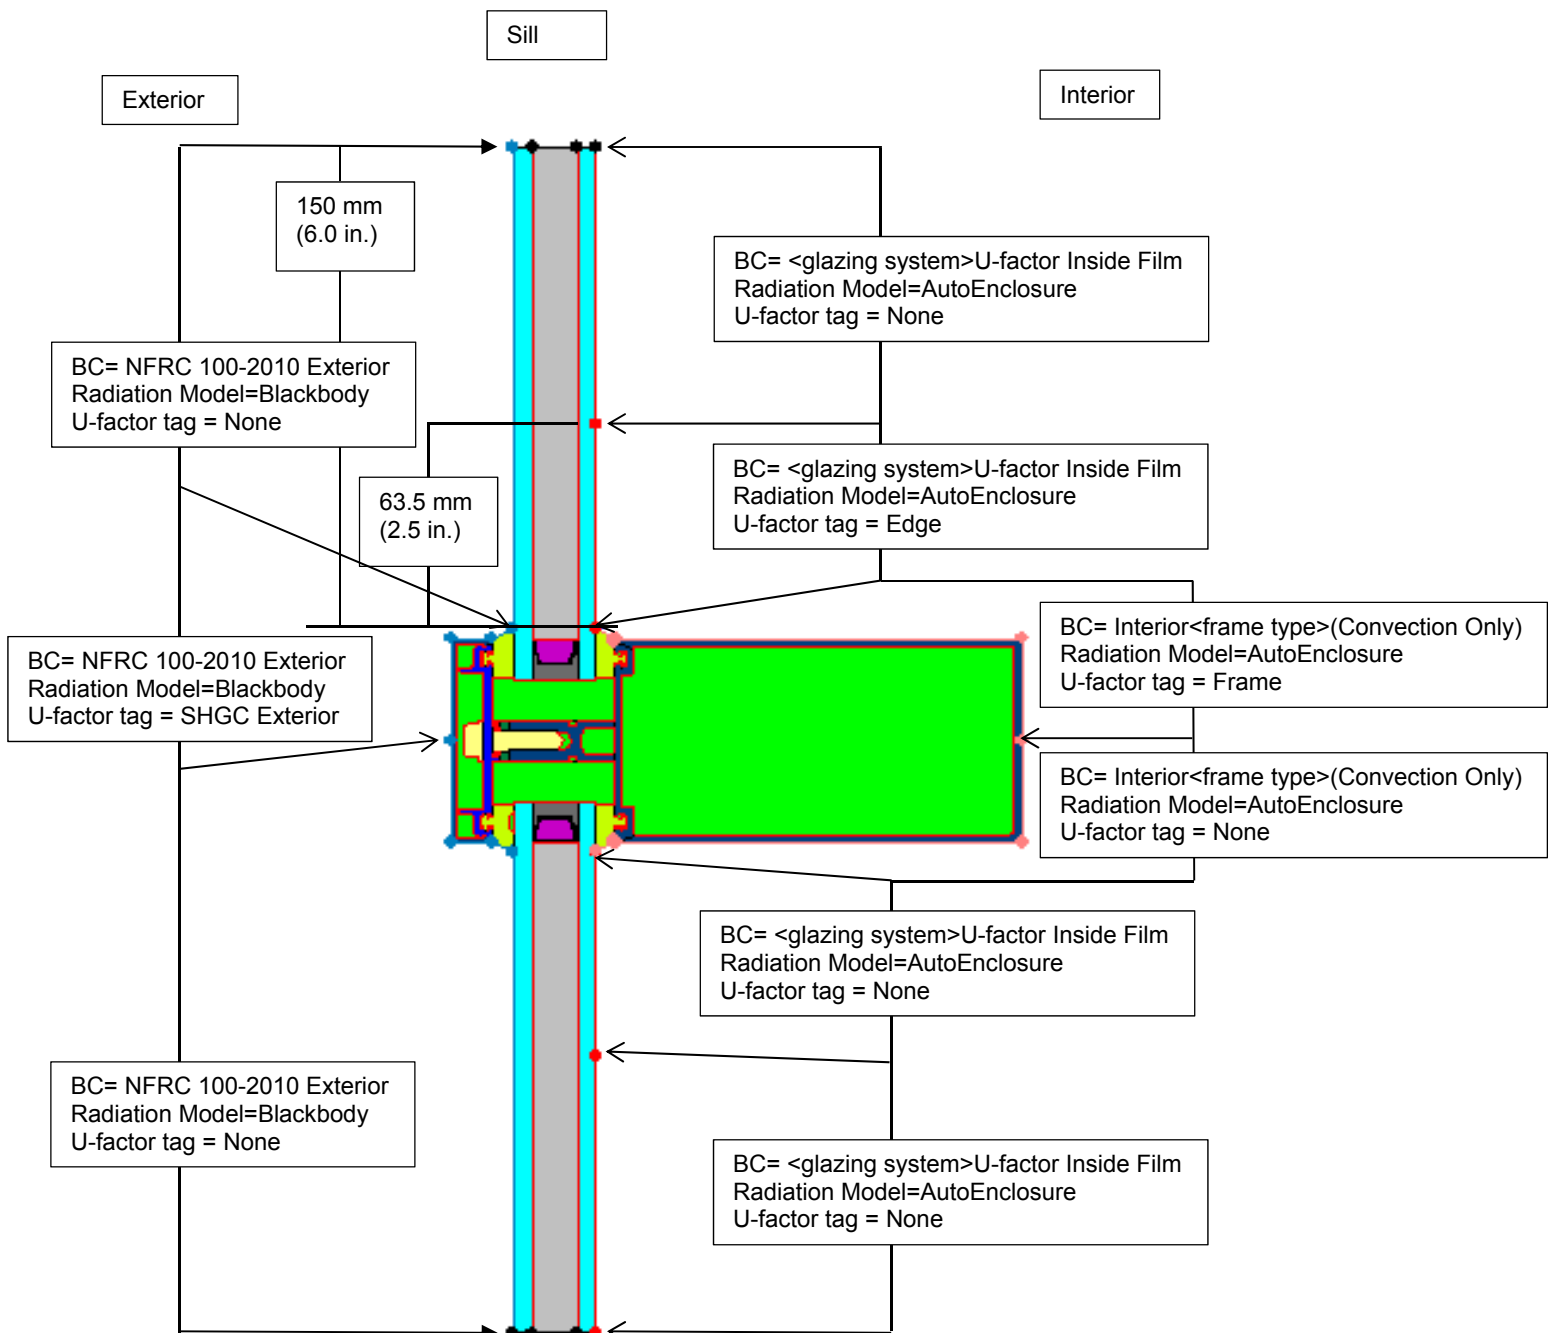 Sill
Exterior
Interior
150 mm
(6.0 in.)
BC= <glazing system>U-factor Inside Film
Radiation Model=AutoEnclosure
U-factor tag = None
BC= NFRC 100-2010 Exterior
Radiation Model=Blackbody
U-factor tag = None
63.5 mm
(2.5 in.)
BC= <glazing system>U-factor Inside Film
Radiation Model=AutoEnclosure
U-factor tag = Edge
BC= Interior<frame type>(Convection Only)
Radiation Model=AutoEnclosure
U-factor tag = Frame
BC= NFRC 100-2010 Exterior
Radiation Model=Blackbody
U-factor tag = SHGC Exterior
BC= Interior<frame type>(Convection Only)
Radiation Model=AutoEnclosure
U-factor tag = None
BC= <glazing system>U-factor Inside Film
Radiation Model=AutoEnclosure
U-factor tag = None
BC= NFRC 100-2010 Exterior
Radiation Model=Blackbody
U-factor tag = None
BC= <glazing system>U-factor Inside Film
Radiation Model=AutoEnclosure
U-factor tag = None